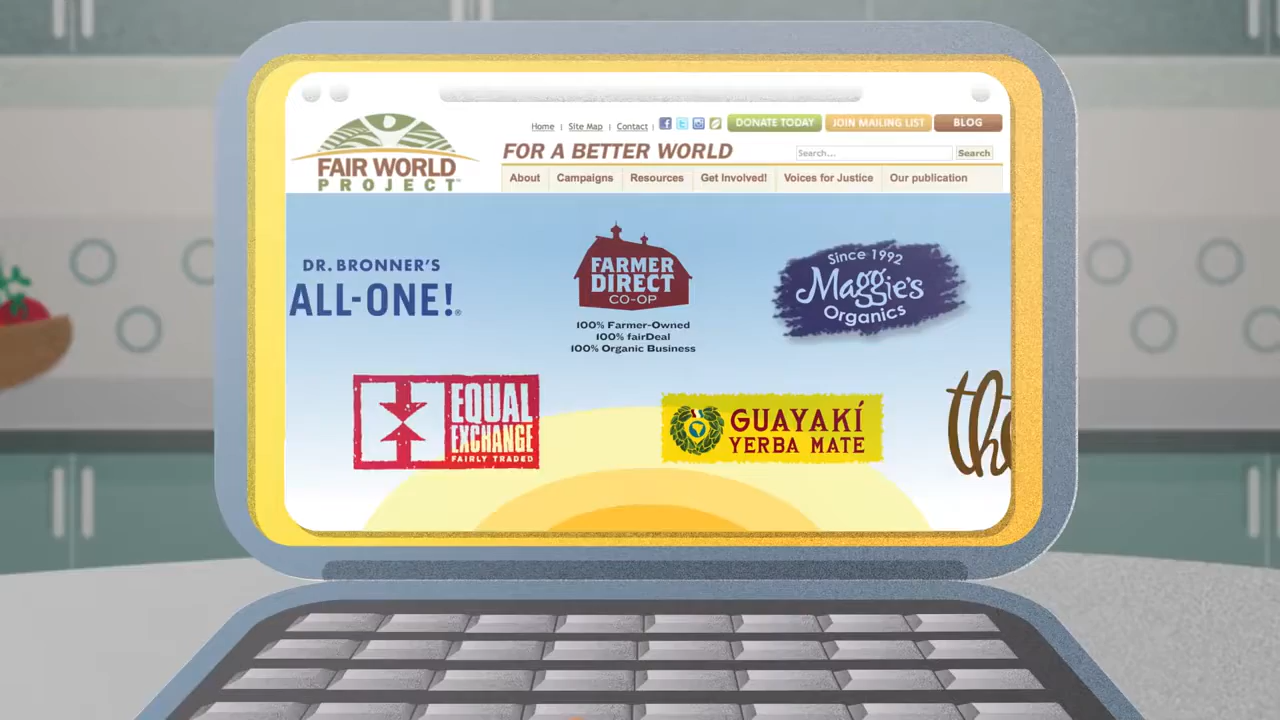 Home | Site Map | Contact |
DONATE TODAY
JOIN MAILING LIST
BLOG
FAIR WORLD
PROJECT™
FOR A BETTER WORLD
Search...
Search
About
Campaigns
Resources
Get Involved!
Voices for Justice
Our publication
DR. BRONNER'S
ALL-ONE!®
FARMER
DIRECT
CO-OP
100% Farmer-Owned
100% fairDeal
100% Organic Business
Since 1992
Maggie's
Organics
EQUAL
EXCHANGE
FAIRLY TRADED
GUAYAKÍ
YERBA MATE
th